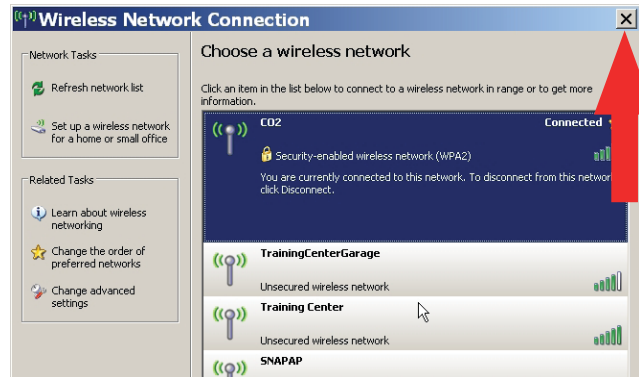 Wireless Network Connection
Network Tasks
Refresh network list
Set up a wireless network
for a home or small office
Related Tasks
Learn about wireless
networking
Change the order of
preferred networks
Change advanced
settings
Choose a wireless network
Click an item in the list below to connect to a wireless network in range or to get more
information.
CO2
Connected
Security-enabled wireless network (WPA2)
You are currently connected to this network. To disconnect from this networ
click Disconnect.
TrainingCenterGarage
Unsecured wireless network
Training Center
Unsecured wireless network
SNAPAP